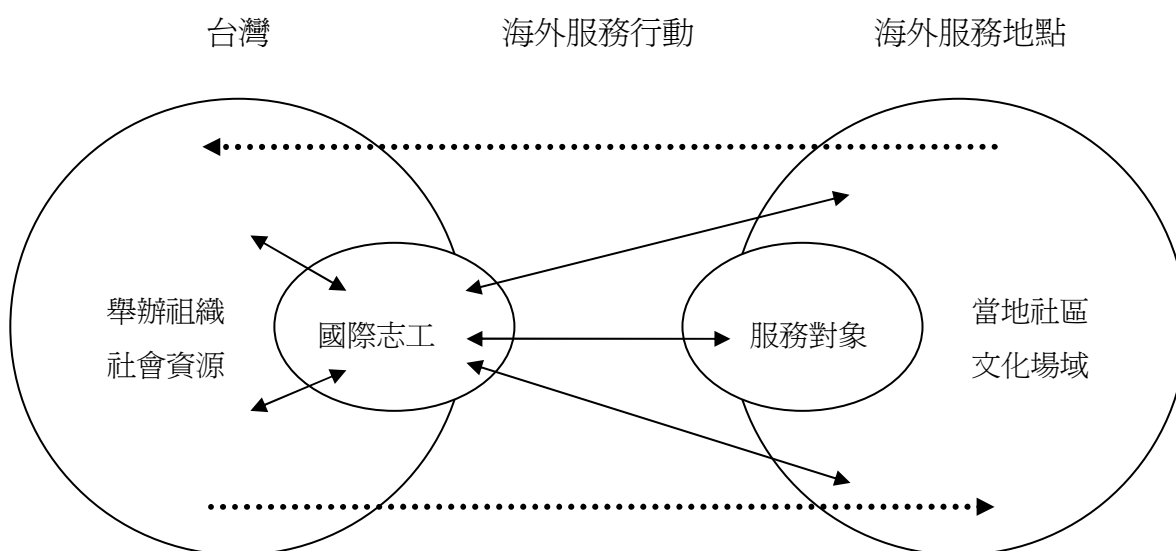 台灣
海外服務行動
海外服務地點
舉辦組織
社會資源
國際志工
服務對象
當地社區
文化場域